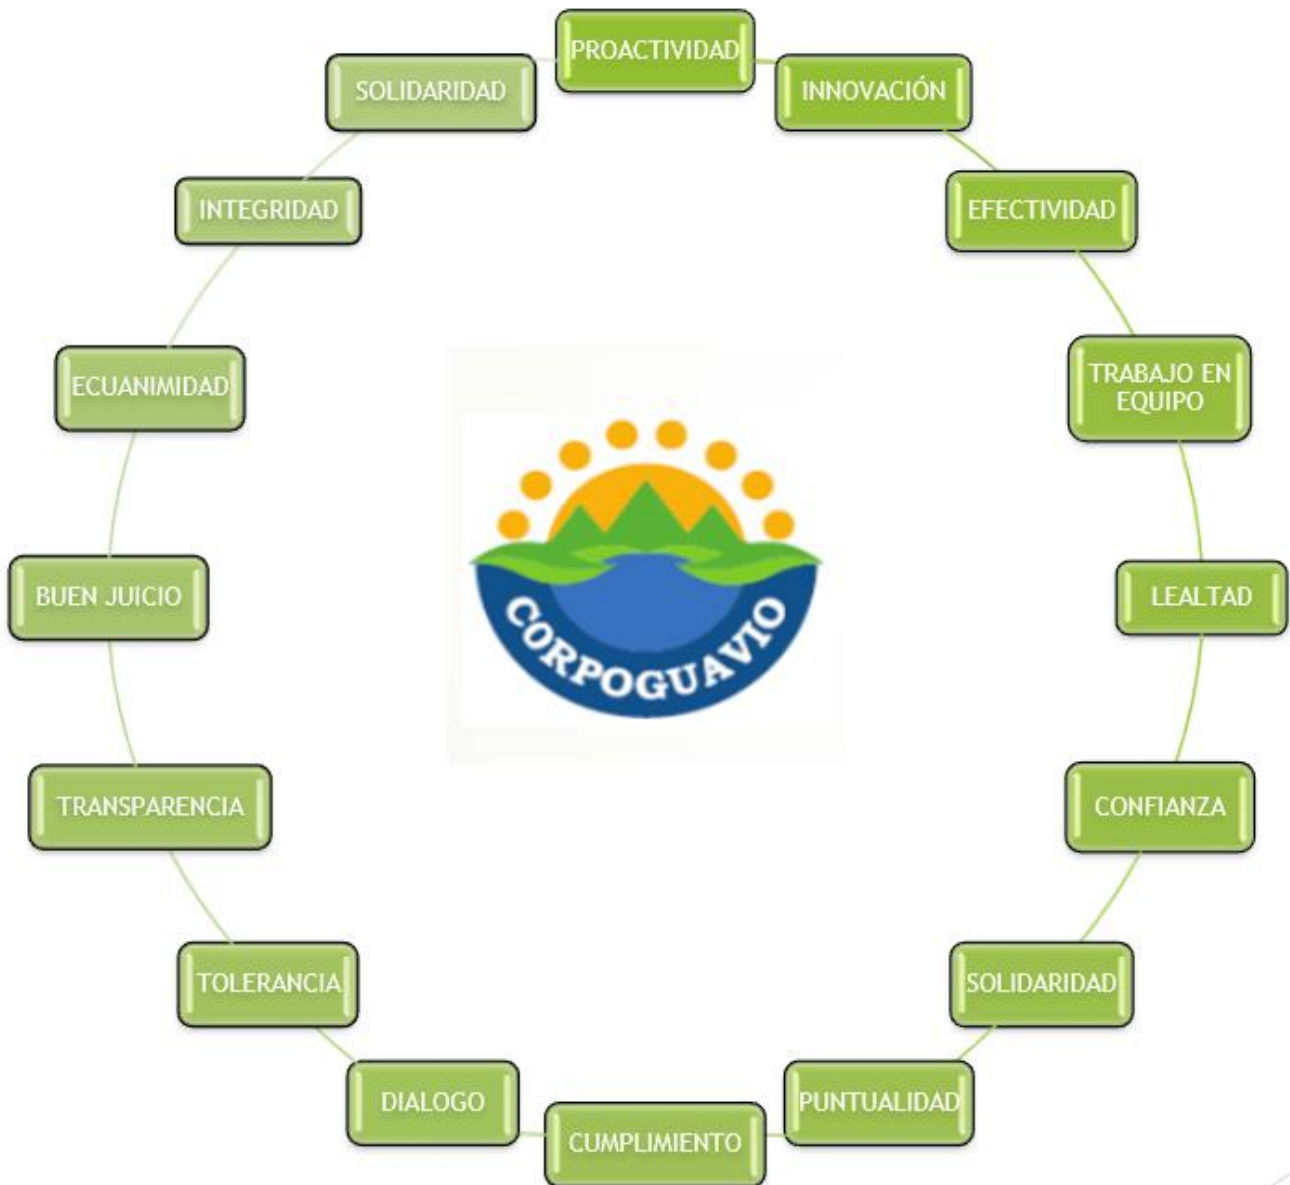 PROACTIVIDAD
INNOVACIÓN
EFECTIVIDAD
TRABAJO EN
EQUIPO
LEALTAD
CONFIANZA
SOLIDARIDAD
PUNTUALIDAD
CUMPLIMIENTO
DIALOGO
TOLERANCIA
TRANSPARENCIA
BUEN JUICIO
ECUANIMIDAD
INTEGRIDAD
SOLIDARIDAD
CORPOGUAVIO